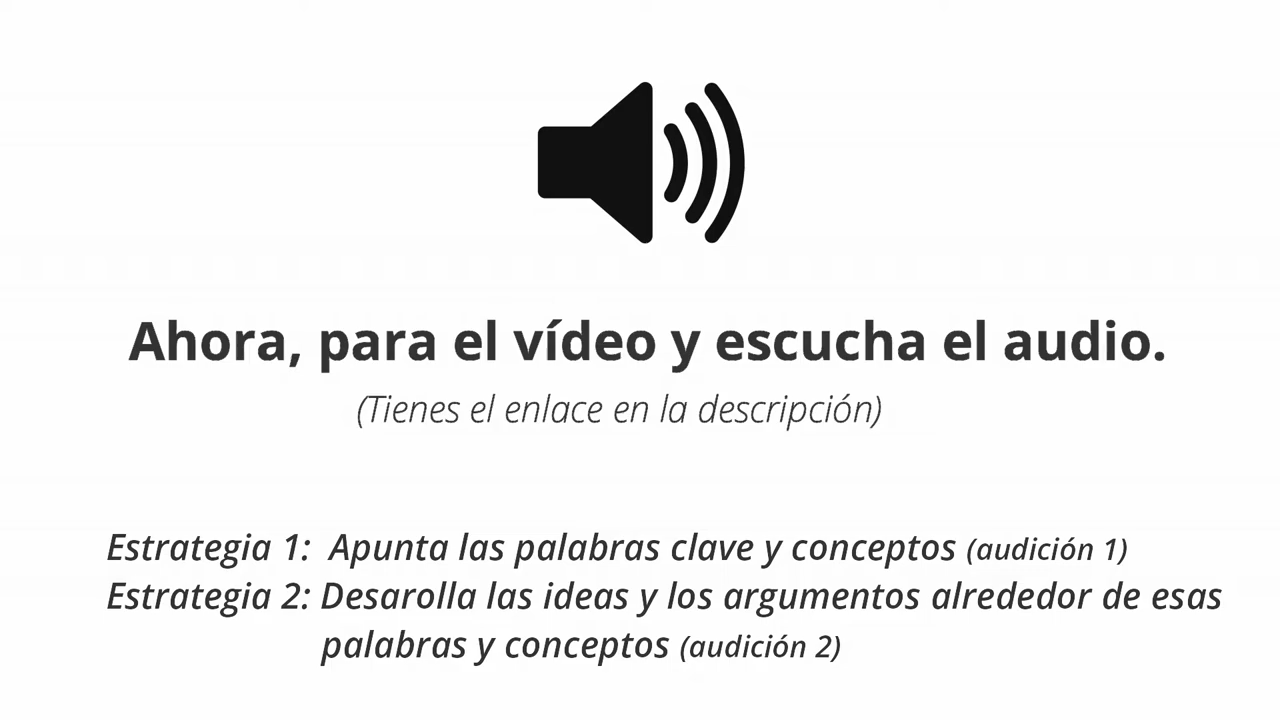 Ahora, para el vídeo y escucha el audio.
(Tienes el enlace en la descripción)
Estrategia 1: Apunta las palabras clave y conceptos (audición 1)
Estrategia 2: Desarolla las ideas y los argumentos alrededor de esas
palabras y conceptos (audición 2)